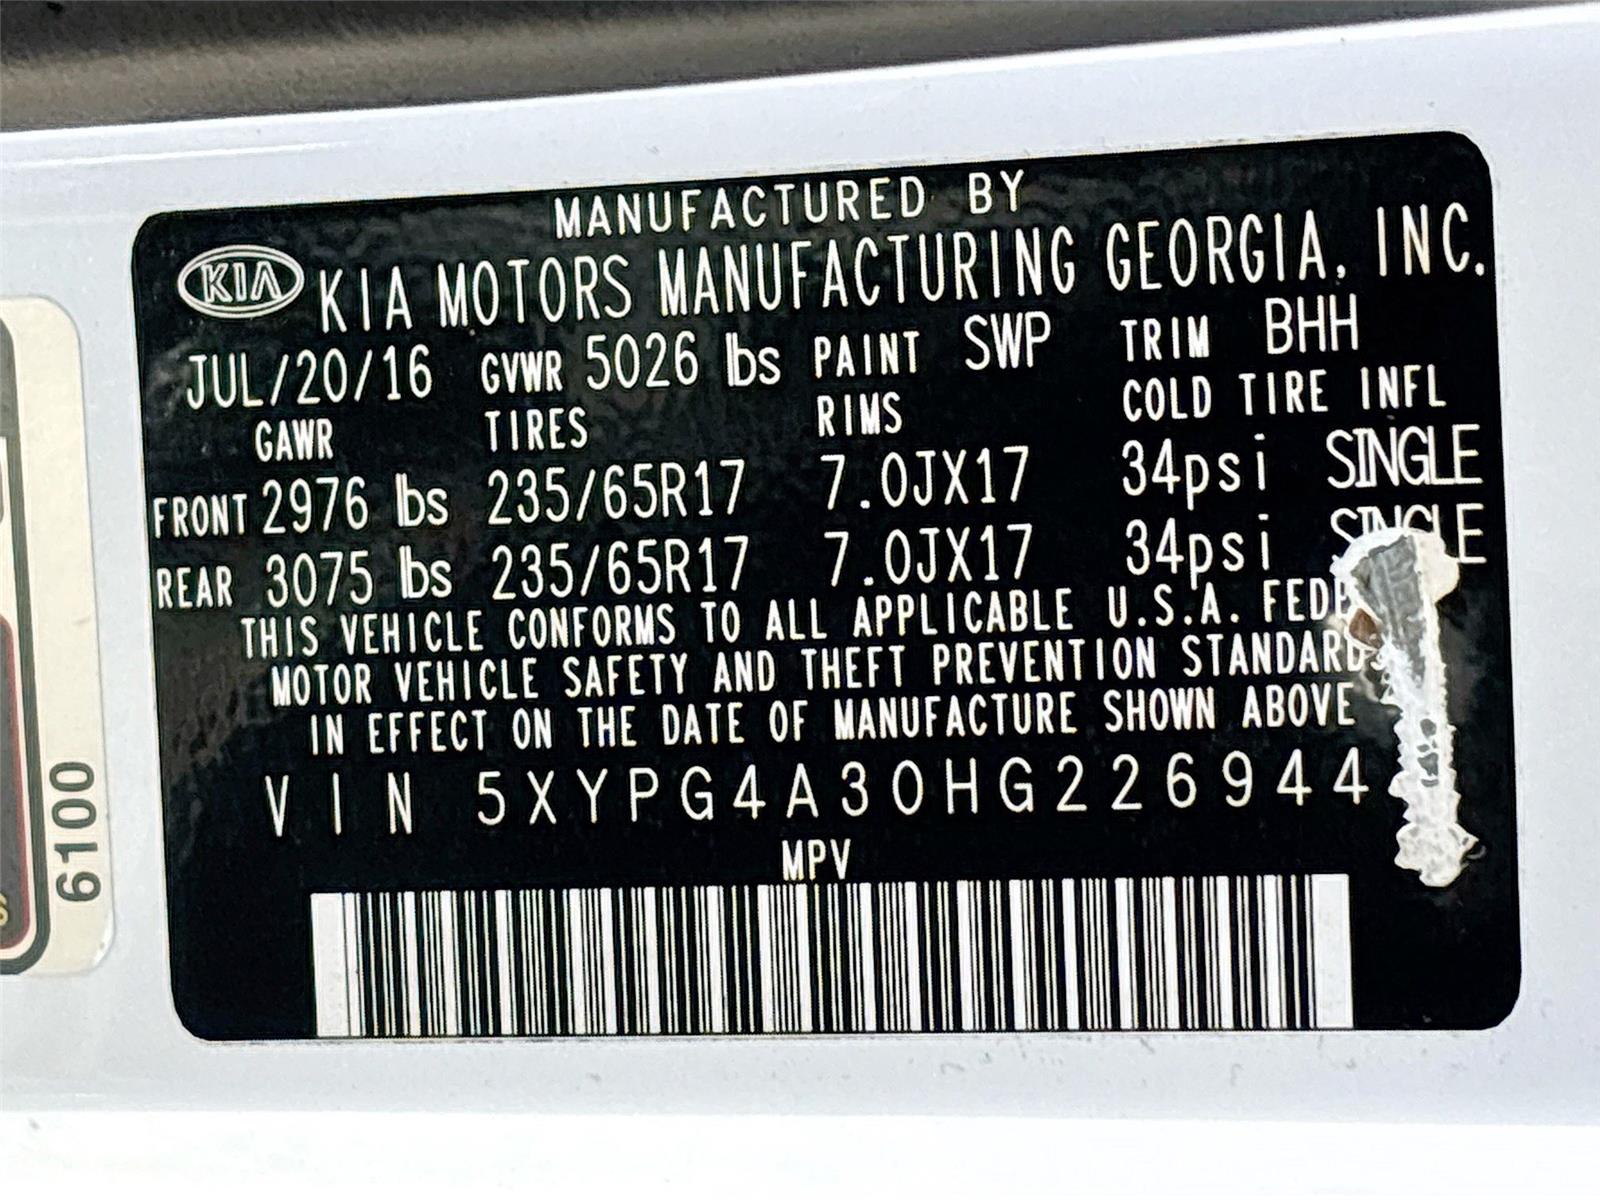 MANUFACTURED BY
KIA KIA MOTORS MANUFACTURING GEORGIA, INC.
JUL/20/16 GVWR 5026 lbs PAINT SWP TRIM BHH
GAWR TIRES RIMS COLD TIRE INFL
FRONT 2976 lbs 235/65R17 7.0JX17 34psi SINGLE
REAR 3075 lbs 235/65R17 7.0JX17 34psi SINGLE
THIS VEHICLE CONFORMS TO ALL APPLICABLE U.S.A.
MOTOR VEHICLE SAFETY AND THEFT PREVENTION STANDARDS
IN EFFECT ON THE DATE OF MANUFACTURE SHOWN ABOVE
VIN 5XYPG4A30HG226944
MPV
6100